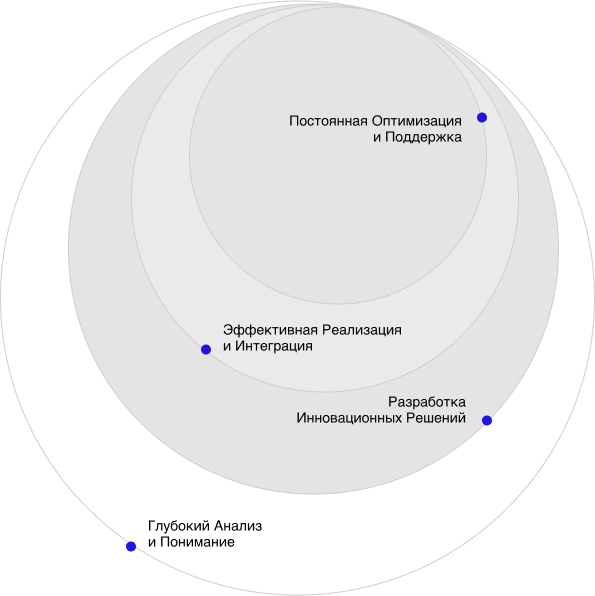 Постоянная Оптимизация
и Поддержка
Эффективная Реализация
и Интеграция
Разработка
Инновационных Решений
Глубокий Анализ
и Понимание